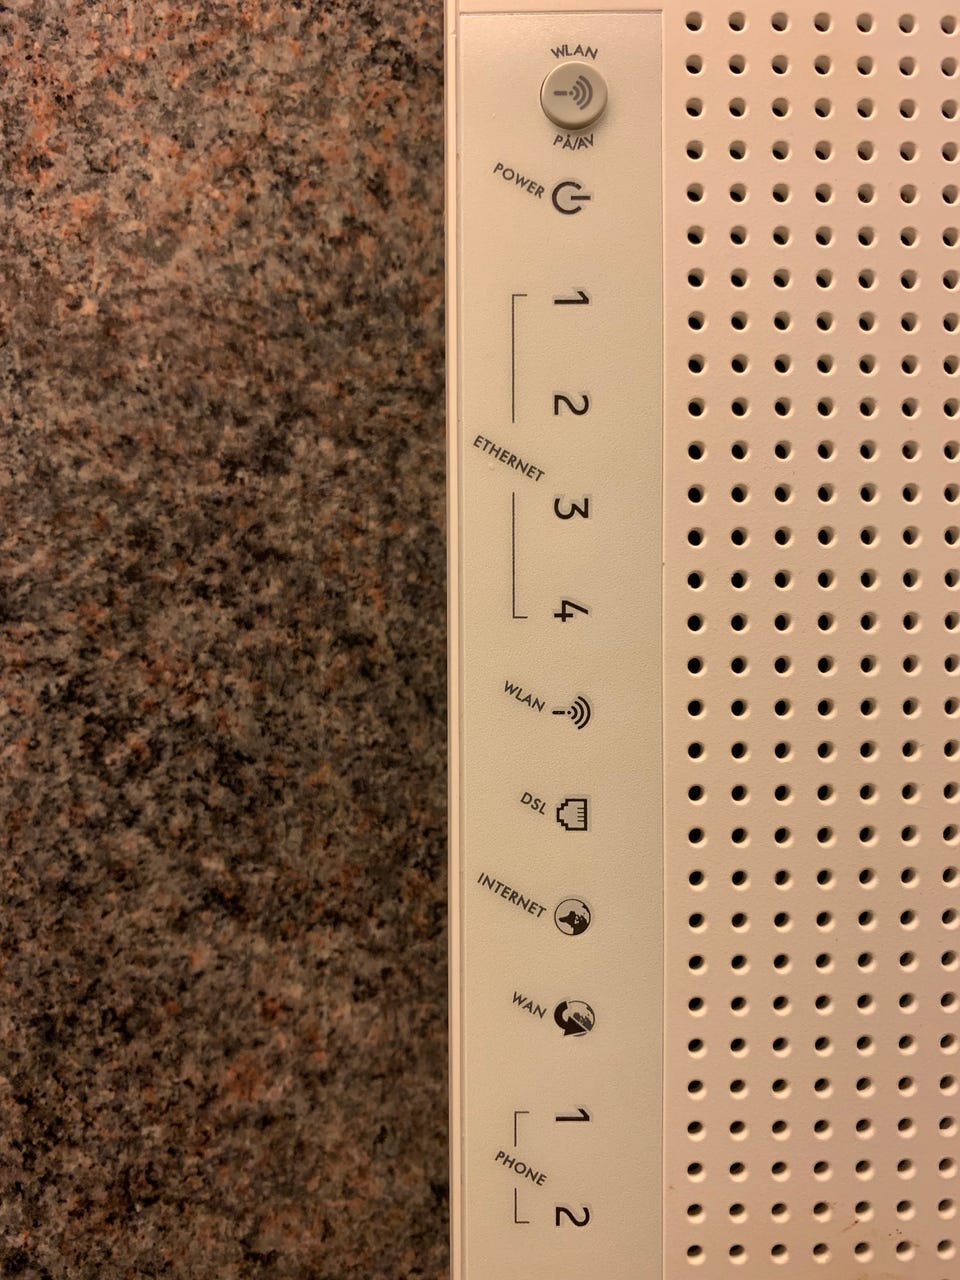 WLAN
PÅ/AV
POWER
1
2
ETHERNET
3
4
WLAN
DSL
INTERNET
WAN
1
PHONE
2